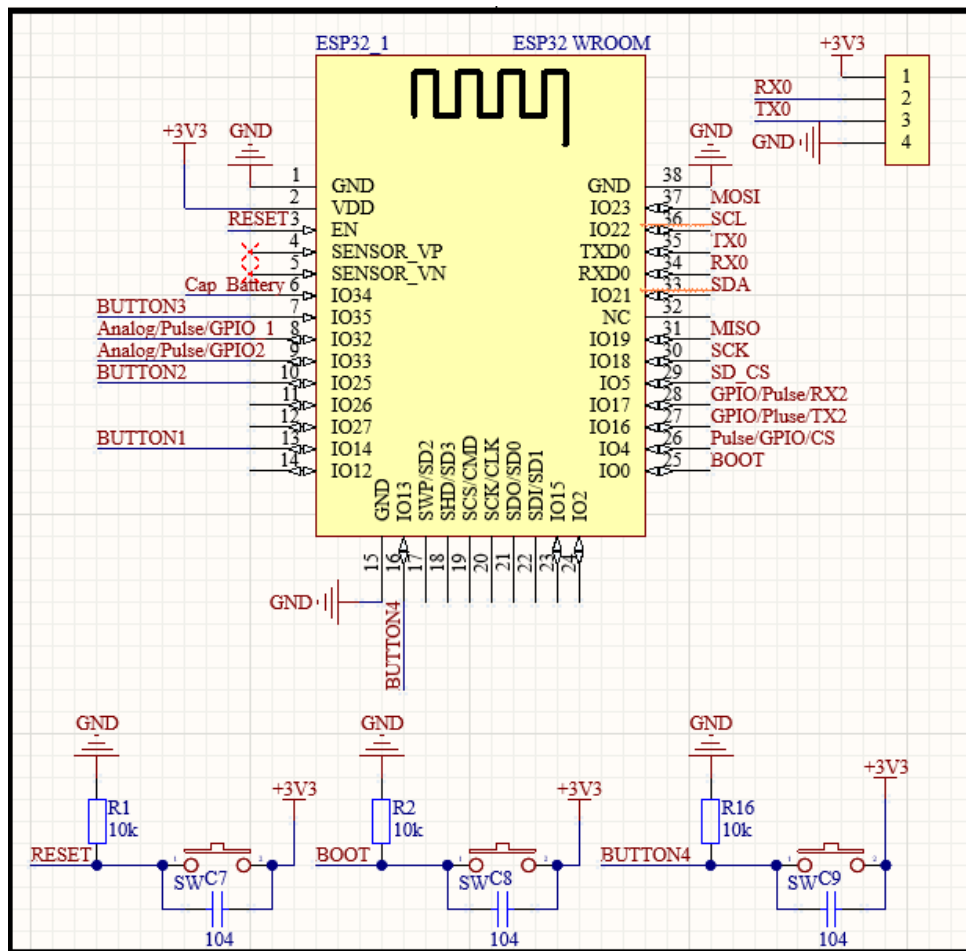 ESP32_1 ESP32 WROOM
+3V3
1
RX0 2
TX0 3
GND 4
+3V3 GND GND
1 GND GND 38
2 VDD IO23 37 MOSI
RESET 3 EN IO22 36 SCL
4 SENSOR_VP TXD0 35 TX0
5 SENSOR_VN RXD0 34 RX0
Cap_Battery 6 IO34 IO21 33 SDA
BUTTON3 7 IO35 NC 32
Analog/Pulse/GPIO_1 8 IO32 IO19 31 MISO
Analog/Pulse/GPIO2 9 IO33 IO18 30 SCK
BUTTON2 10 IO25 IO5 29 SD_CS
11 IO26 IO17 28 GPIO/Pulse/RX2
12 IO27 IO16 27 GPIO/Pluse/TX2
BUTTON1 13 IO14 IO4 26 Pulse/GPIO/CS
14 IO12 IO0 25 BOOT
GND IO13 SWP/SD2 SHD/SD3 SCS/CMD SCK/CLK SDO/SD0 SDI/SD1 IO15 IO2
15 16 17 18 19 20 21 22 23 24
GND
BUTTON4
GND GND GND
+3V3 +3V3 +3V3
R1 R2 R16
10k 10k 10k
RESET 1 2 BOOT 1 2 BUTTON4 1 2
SW C7 SW C8 SW C9
104 104 104